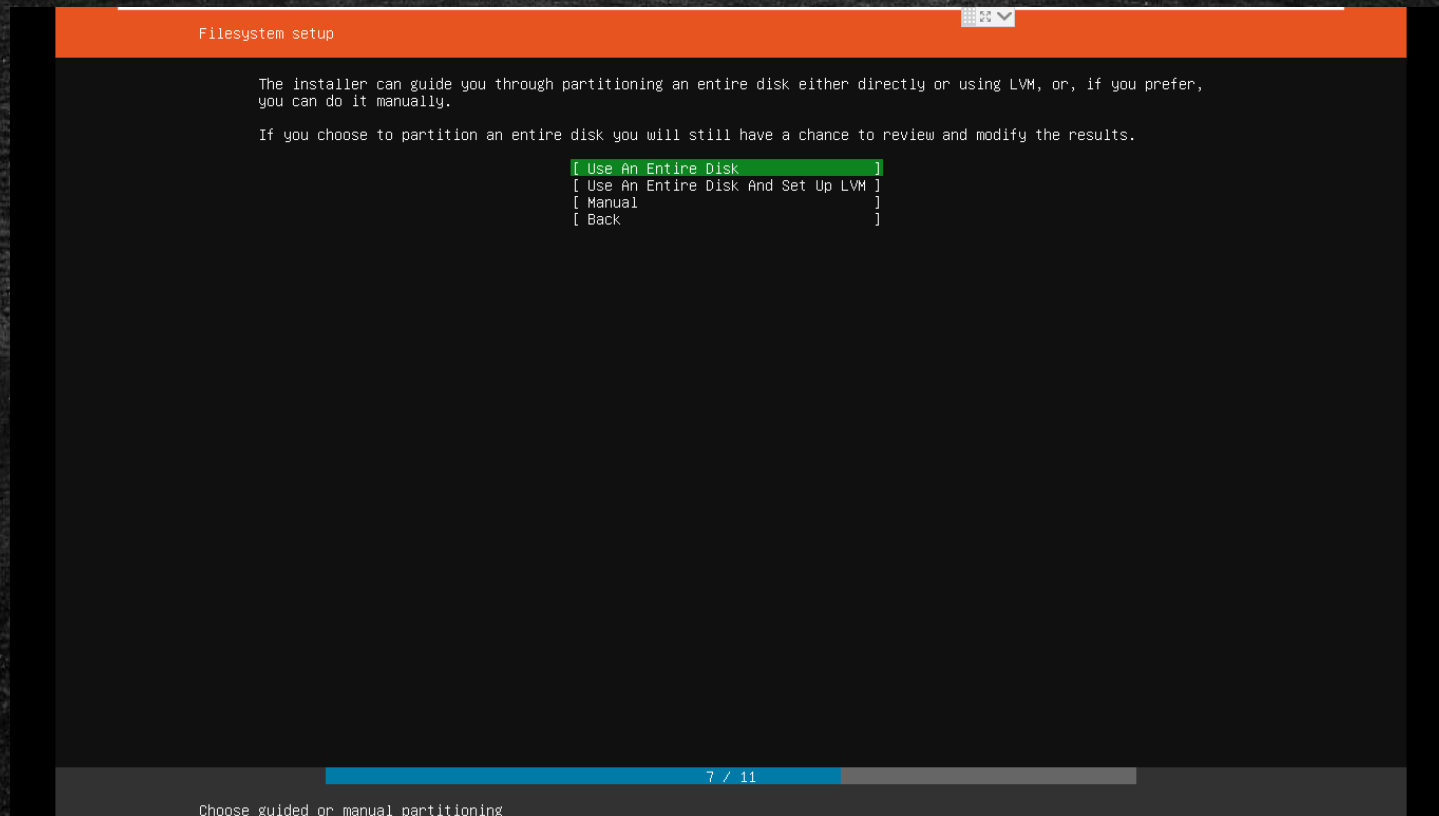 Filesystem setup
The installer can guide you through partitioning an entire disk either directly or using LVM, or, if you prefer,
you can do it manually.
If you choose to partition an entire disk you will still have a chance to review and modify the results.
[ Use An Entire Disk ]
[ Use An Entire Disk And Set Up LVM ]
[ Manual ]
[ Back ]
7 / 11
Choose guided or manual partitioning